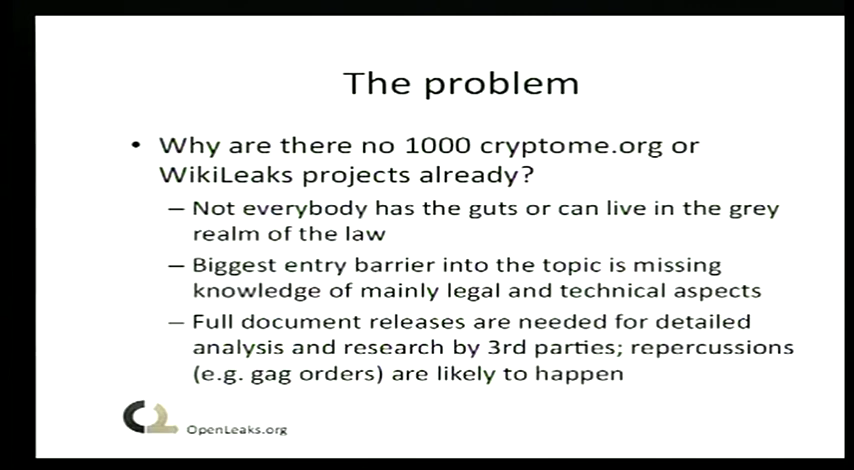 The problem
• Why are there no 1000 cryptome.org or
WikiLeaks projects already?
– Not everybody has the guts or can live in the grey
realm of the law
– Biggest entry barrier into the topic is missing
knowledge of mainly legal and technical aspects
– Full document releases are needed for detailed
analysis and research by 3rd parties; repercussions
(e.g. gag orders) are likely to happen
OpenLeaks.org